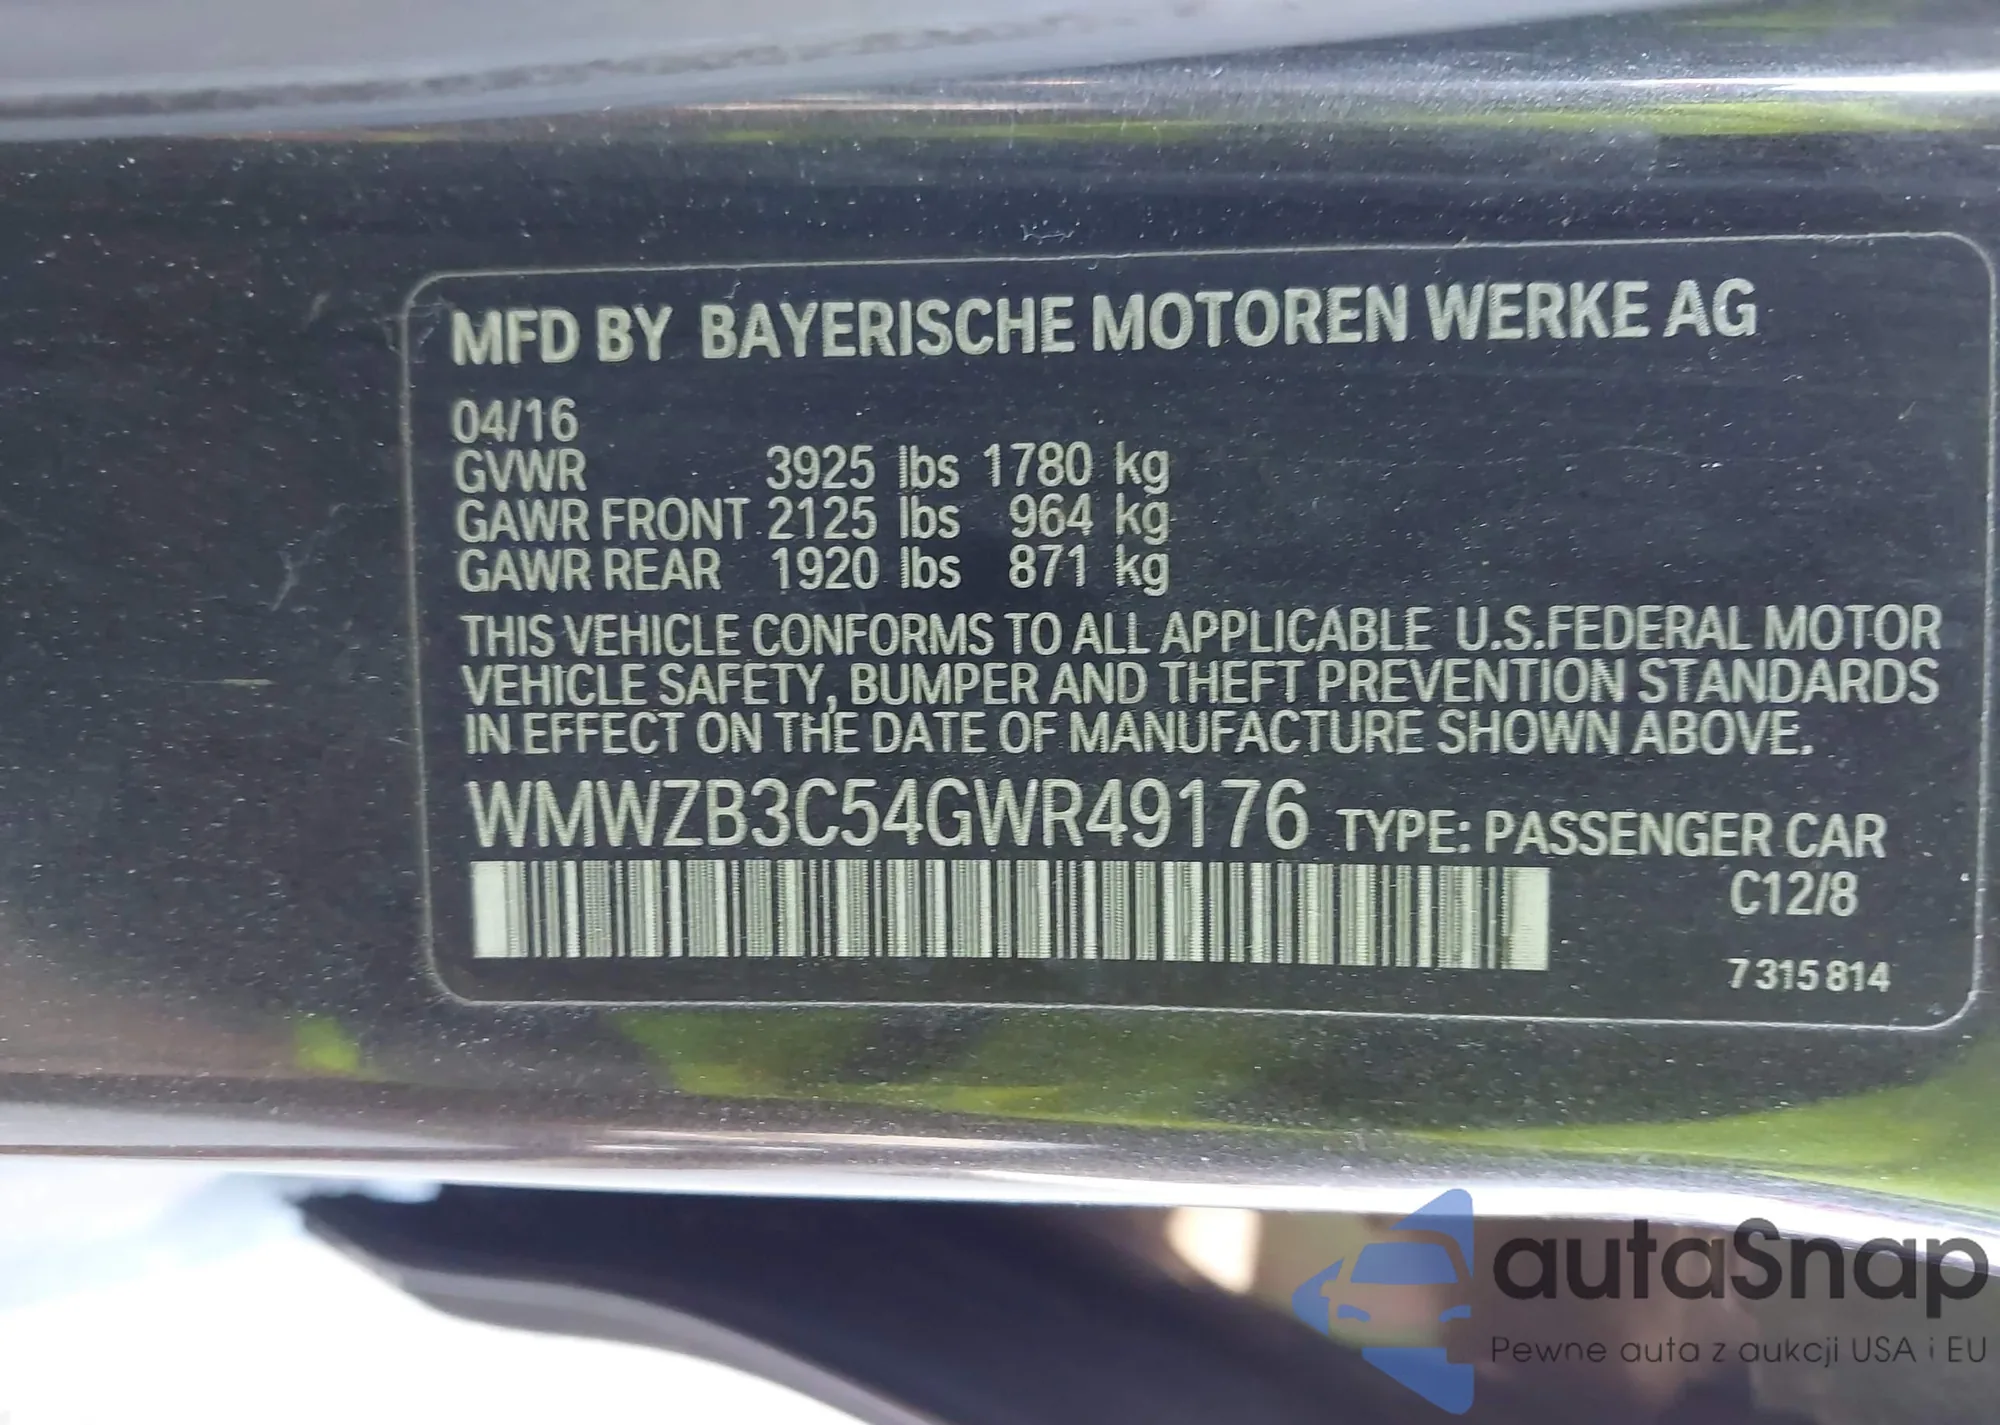 MFD BY BAYERISCHE MOTOREN WERKE AG
04/16
GVWR 3925 lbs 1780 kg
GAWR FRONT 2125 lbs 964 kg
GAWR REAR 1920 lbs 871 kg
THIS VEHICLE CONFORMS TO ALL APPLICABLE U.S.FEDERAL MOTOR
VEHICLE SAFETY, BUMPER AND THEFT PREVENTION STANDARDS
IN EFFECT ON THE DATE OF MANUFACTURE SHOWN ABOVE.
WMWZB3C54GWR49176 TYPE: PASSENGER CAR
C12/8
7315814
autaSnap
Pewne auta z aukcji USA i EU